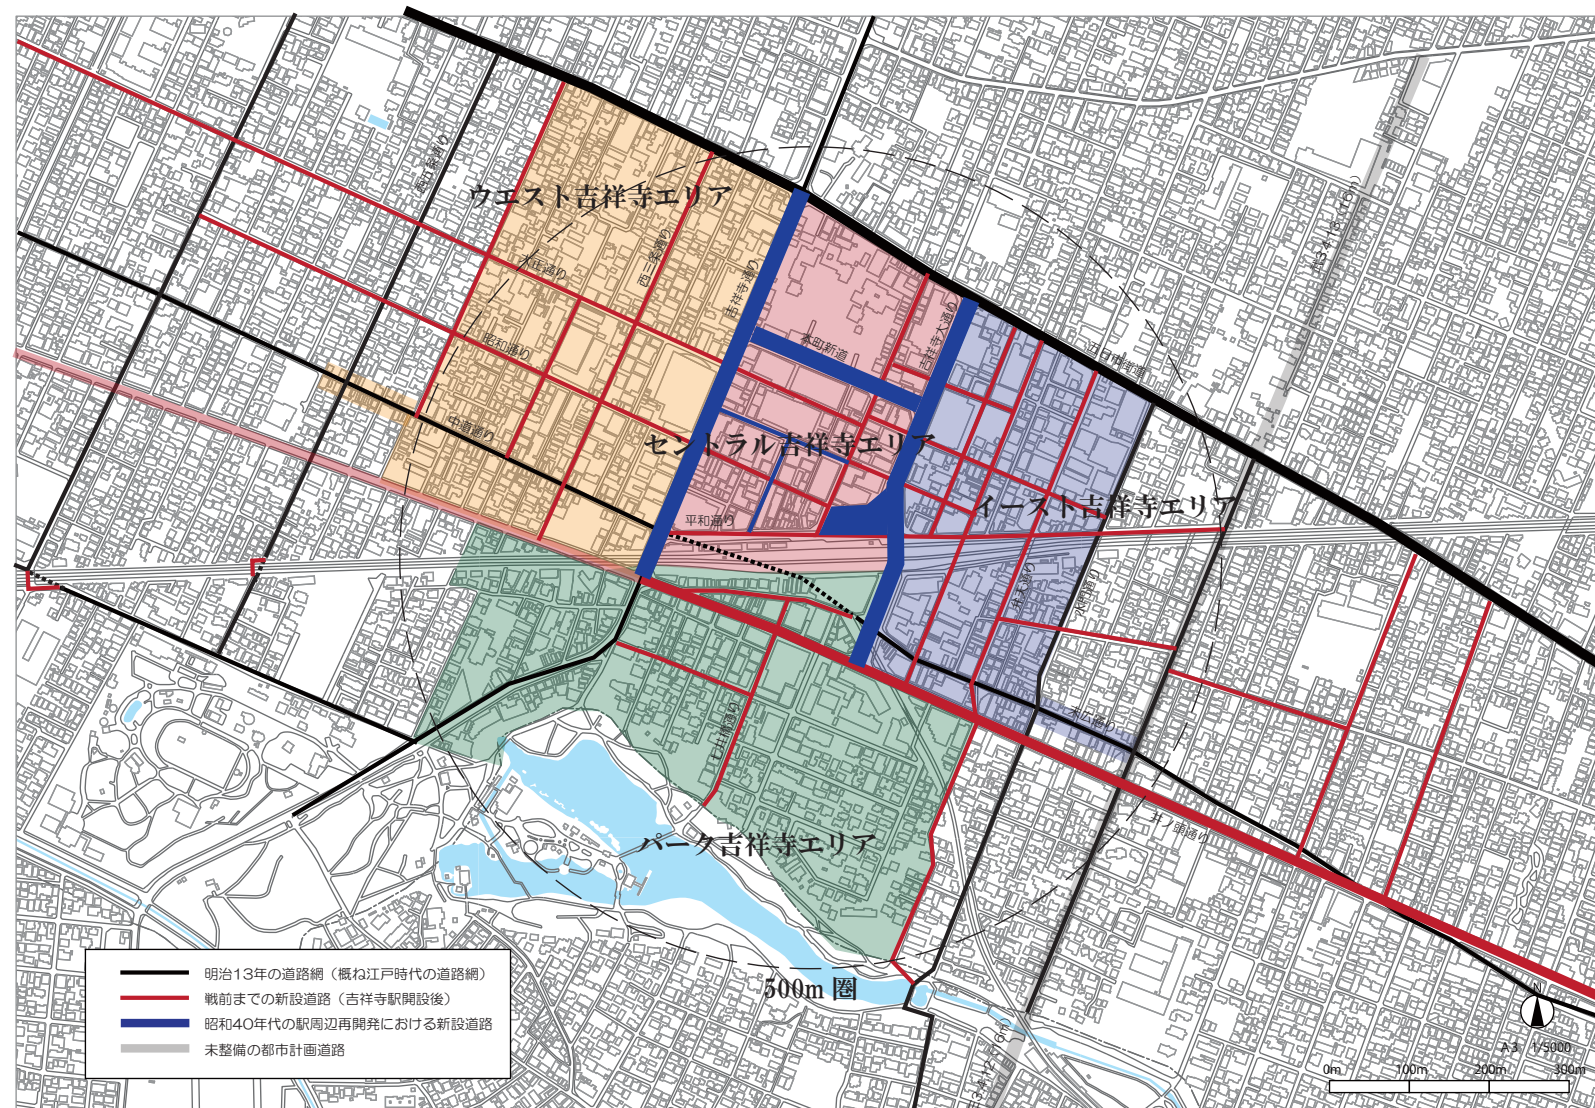 ウエスト吉祥寺エリア
大正通り
西一条通り
吉祥寺通り
昭和通り
中道通り
本町新道
吉祥寺大通り
五日市街道
セントラル吉祥寺エリア
平和通り
イースト吉祥寺エリア
末広通り
井ノ頭通り
七井橋通り
パーク吉祥寺エリア
500m 圏
明治13年の道路網（概ね江戸時代の道路網）
戦前までの新設道路（吉祥寺駅開設後）
昭和40年代の駅周辺再開発における新設道路
未整備の都市計画道路
N
A3 1/5000
0m 100m 200m 300m